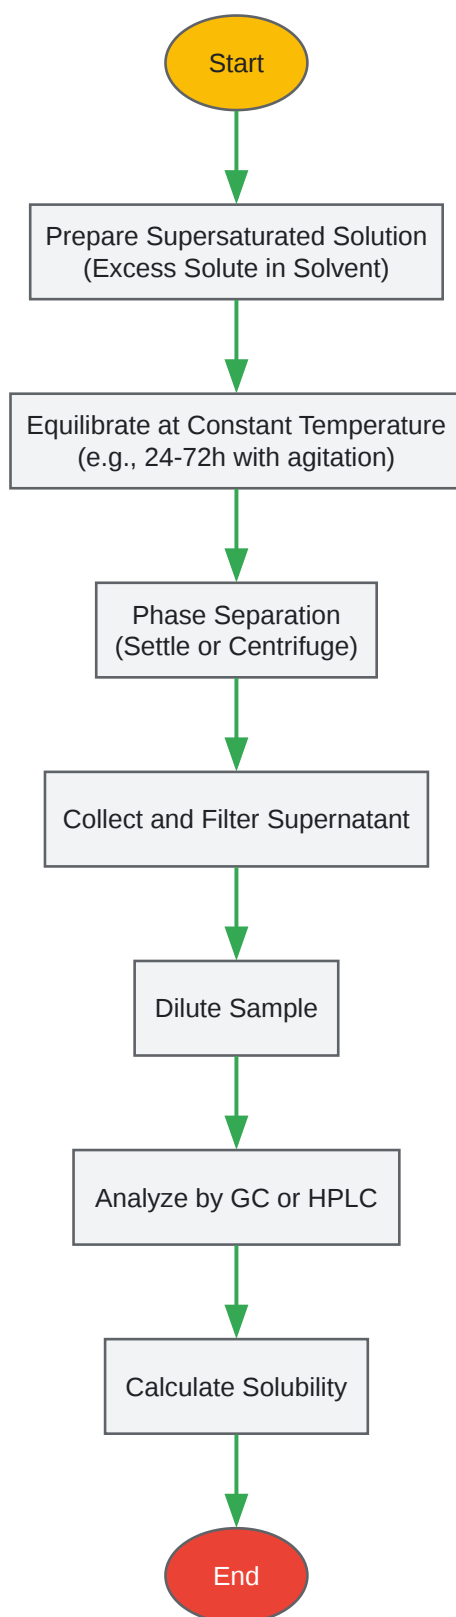 Start
Prepare Supersaturated Solution
(Excess Solute in Solvent)
Equilibrate at Constant Temperature
(e.g., 24-72h with agitation)
Phase Separation
(Settle or Centrifuge)
Collect and Filter Supernatant
Dilute Sample
Analyze by GC or HPLC
Calculate Solubility
End